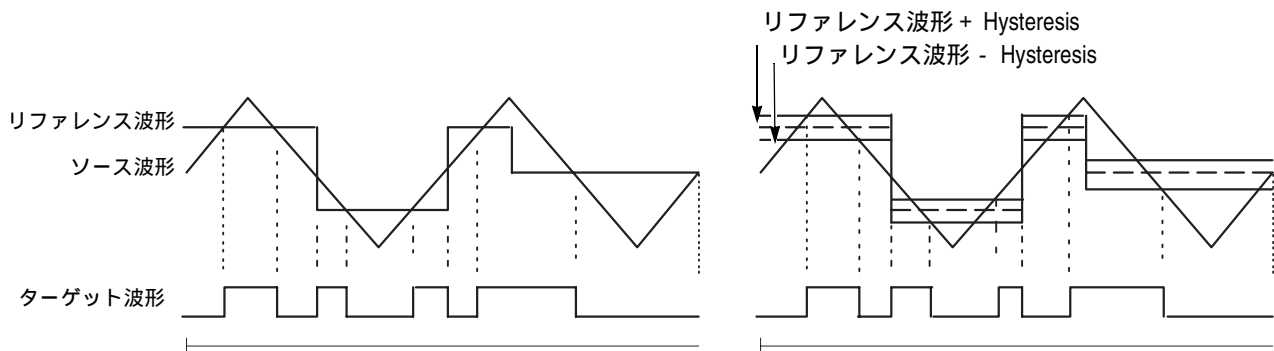 リファレンス波形 + Hysteresis
リファレンス波形 - Hysteresis
リファレンス波形
ソース波形
ターゲット波形